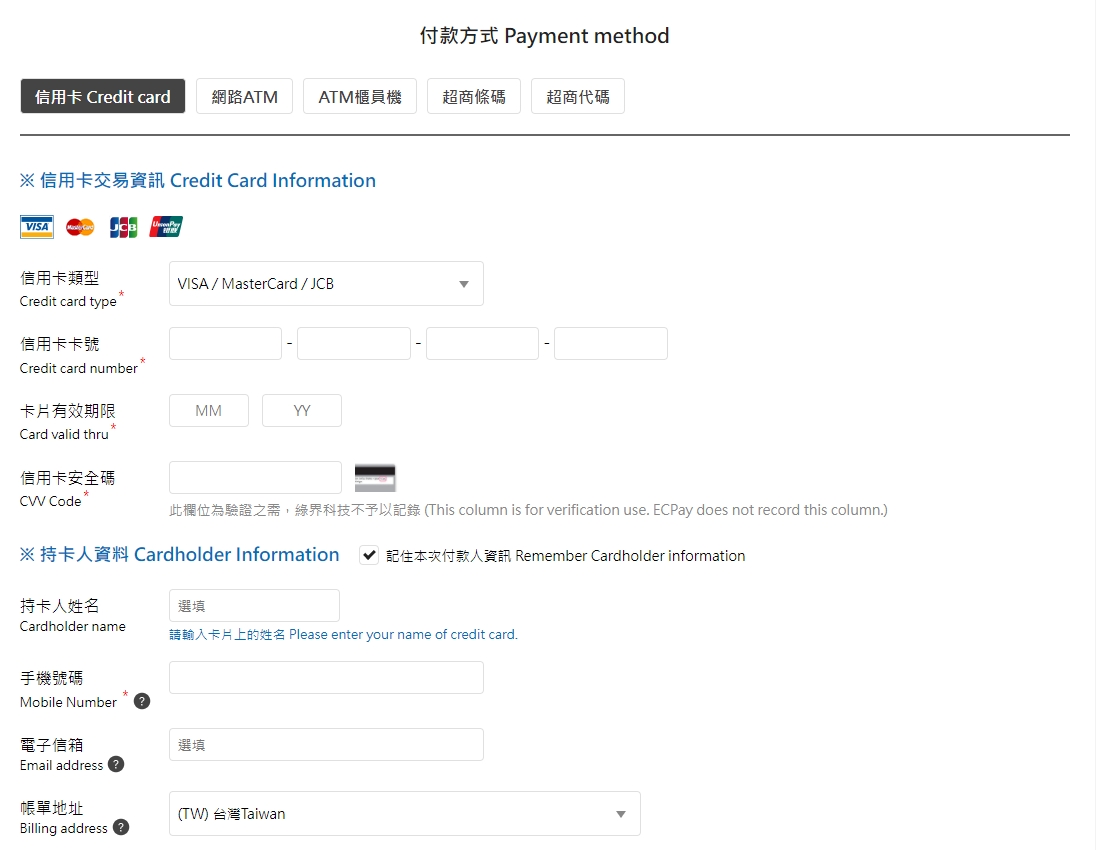 付款方式 Payment method
信用卡 Credit card 網路ATM ATM櫃員機 超商條碼 超商代碼
※ 信用卡交易資訊 Credit Card Information
VISA MasterCard JCB UnionPay 银联
信用卡類型
Credit card type*
VISA / MasterCard / JCB
信用卡卡號
Credit card number*
- - -
卡片有效期限
Card valid thru*
MM YY
信用卡安全碼
CVV Code*
此欄位為驗證之需，綠界科技不予以記錄 (This column is for verification use. ECPay does not record this column.)
※ 持卡人資料 Cardholder Information 記住本次付款人資訊 Remember Cardholder information
持卡人姓名
Cardholder name
選填
請輸入卡片上的姓名 Please enter your name of credit card.
手機號碼
Mobile Number * ?
電子信箱
Email address ?
選填
帳單地址
Billing address ?
(TW) 台灣Taiwan